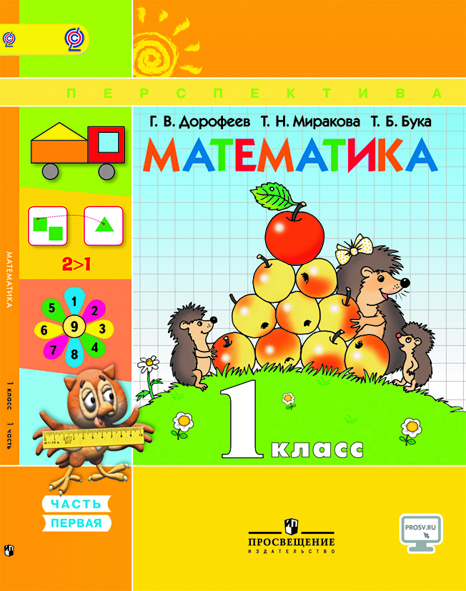 ПЕРСПЕКТИВА
Г. В. Дорофеев Т. Н. Миракова Т. Б. Бука
МАТЕМАТИКА
2>1
1
5 2
6 9 3
7 4
8
1 КЛАСС
ЧАСТЬ
ПЕРВАЯ
ПРОСВЕЩЕНИЕ
ИЗДАТЕЛЬСТВО
PROSV.RU
МАТЕМАТИКА
1 класс 1 часть